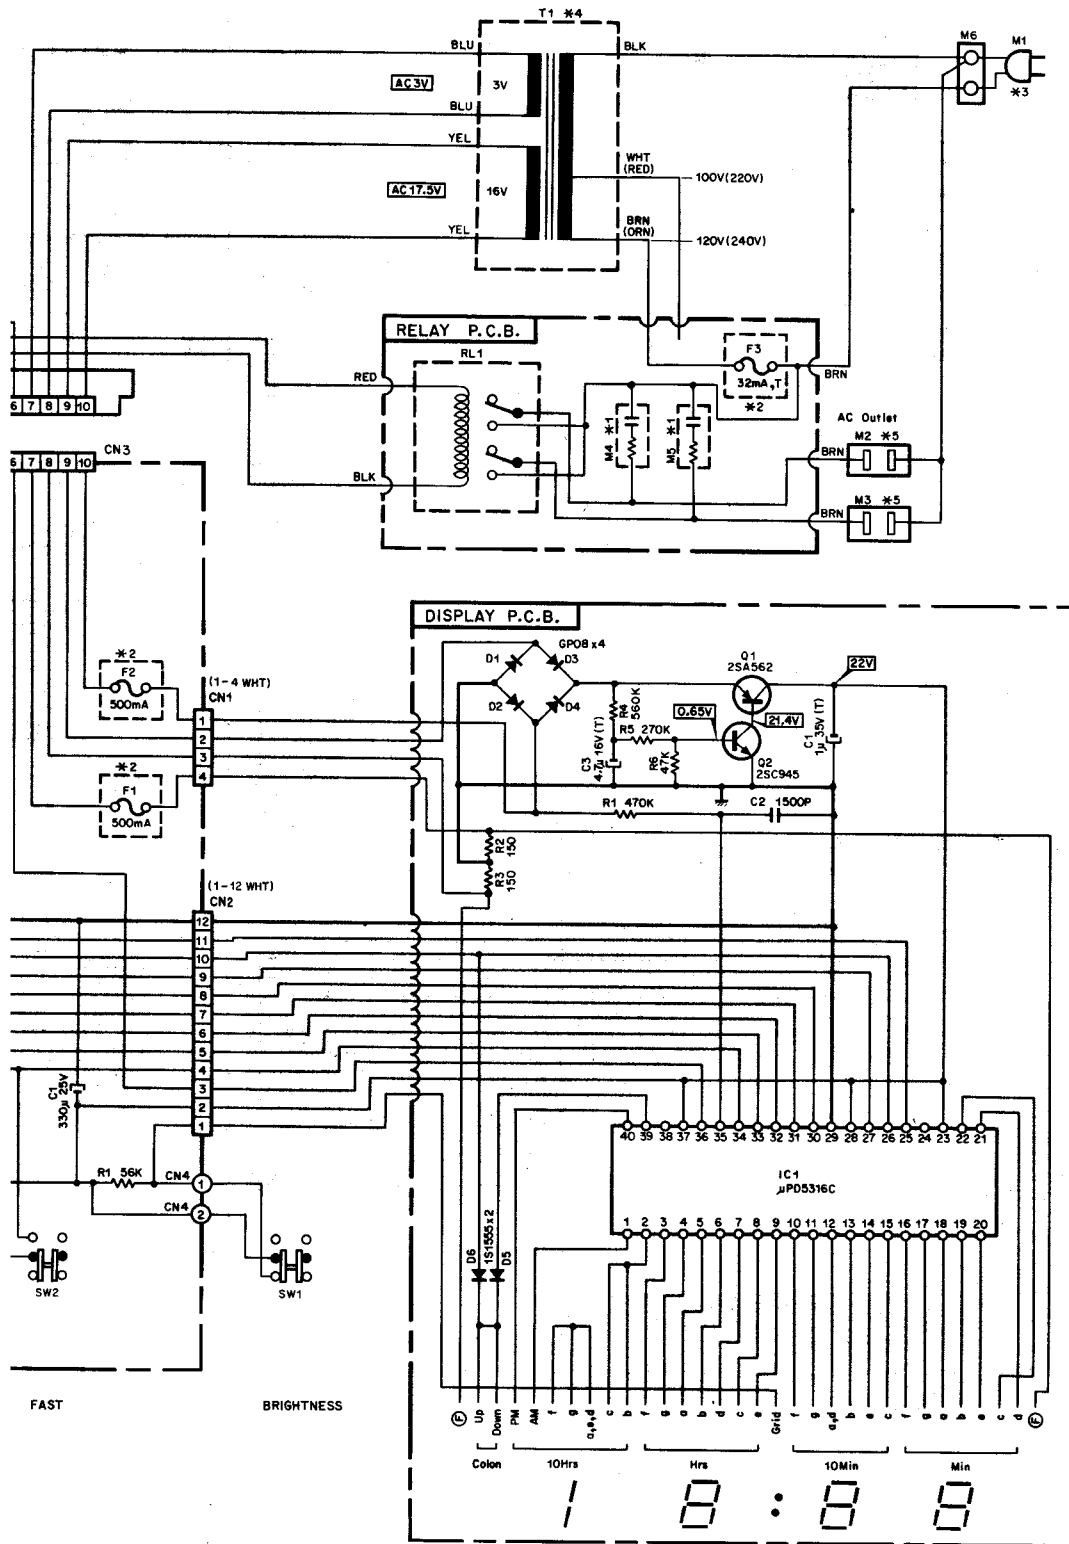 T1 *4
BLU
BLK
M6
M1
*3
AC 3V
3V
BLU
YEL
WHT
(RED)
100V(220V)
AC 17.5V
16V
BRN
(ORN)
YEL
120V(240V)
RELAY P.C.B.
RL1
F3
32mA,T
*2
RED
BRN
6 7 8 9 10
M4 *1
M5 *1
AC Outlet
M2 *5
BRN
CN3
6 7 8 9 10
BLK
M3 *5
BRN
DISPLAY P.C.B.
GP08 x4
D1
D3
D2
D4
Q1
2SA562
22V
*2
F2
500mA
(1-4 WHT)
CN1
1
2
3
4
R4
560K
0.65V
21.4V
R5 270K
C3
4.7μ 16V (T)
R6
47K
Q2
2SC945
C1
1μ 35V (T)
*2
F1
500mA
R1 470K
C2 1500P
R2
150
R3
150
(1-12 WHT)
CN2
12
11
10
9
8
7
6
5
4
3
2
1
C1
330μ 25V
40 39 38 37 36 35 34 33 32 31 30 29 28 27 26 25 24 23 22 21
IC1
μPD5316C
1 2 3 4 5 6 7 8 9 10 11 12 13 14 15 16 17 18 19 20
R1 56K
CN4
1
CN4
2
D6
1S1555x2
D5
SW2
SW1
FAST
BRIGHTNESS
F Up Down PM AM f g a,e,d c b f g a b d c e Grid f g a,d b e c f g a b e c d F
Colon
10Hrs
Hrs
10Min
Min
18:88